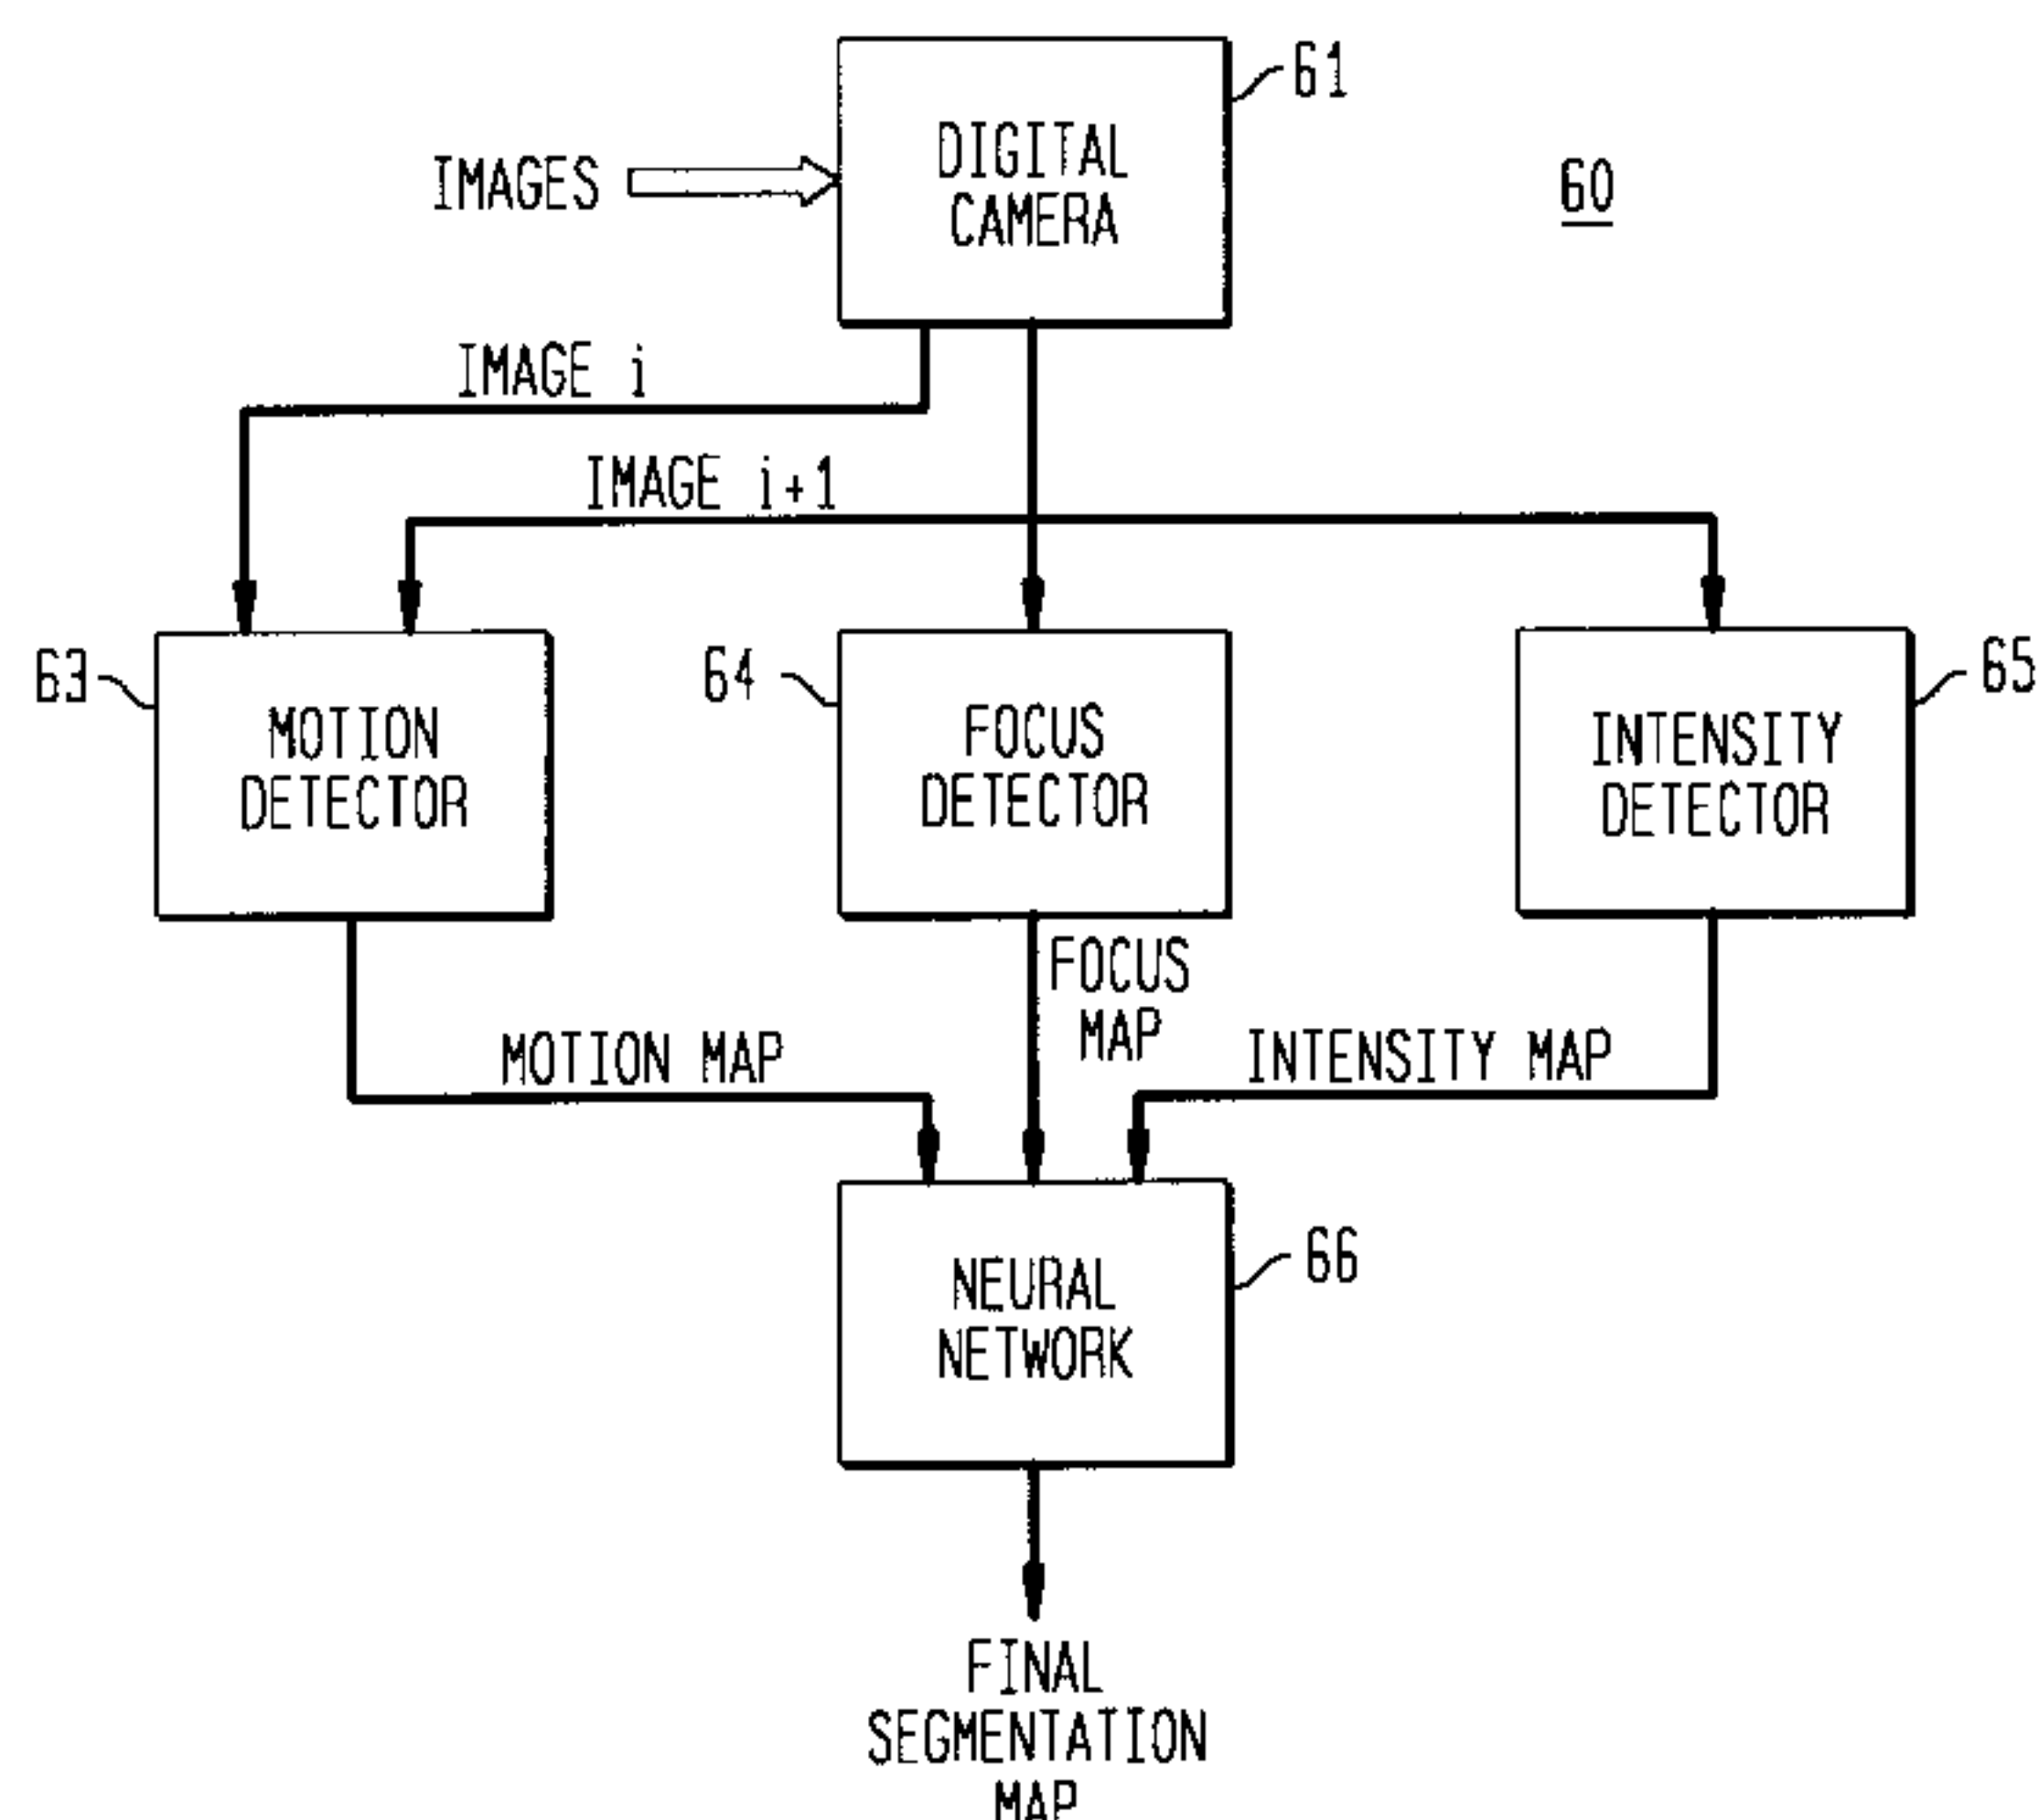 61
IMAGES
DIGITAL
CAMERA
60
IMAGE i
IMAGE i+1
63
MOTION
DETECTOR
64
FOCUS
DETECTOR
65
INTENSITY
DETECTOR
FOCUS
MAP
MOTION MAP
INTENSITY MAP
NEURAL
NETWORK
66
FINAL
SEGMENTATION
MAP